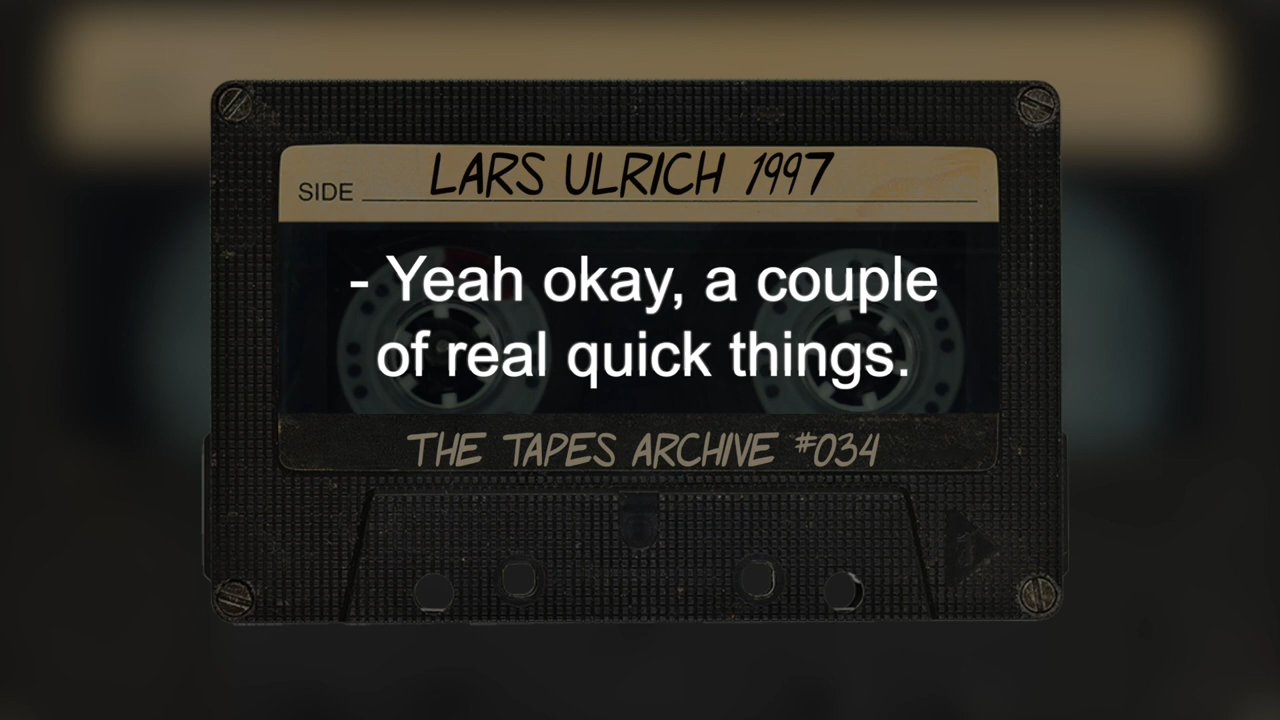 LARS ULRICH 1997
SIDE
- Yeah okay, a couple
of real quick things.
THE TAPES ARCHIVE #034